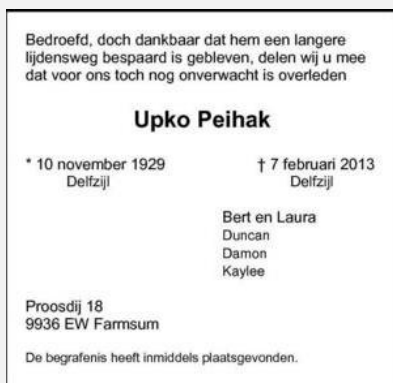 Bedroefd, doch dankbaar dat hem een langere
lijdensweg bespaard is gebleven, delen wij u mee
dat voor ons toch nog onverwacht is overleden
Upko Peihak
* 10 november 1929 † 7 februari 2013
Delfzijl Delfzijl
Bert en Laura
Duncan
Damon
Kaylee
Proosdij 18
9936 EW Farmsum
De begrafenis heeft inmiddels plaatsgevonden.